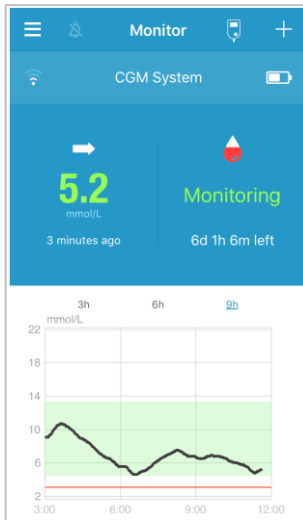 Monitor
CGM System
5.2
mmol/L
3 minutes ago
Monitoring
6d 1h 6m left
3h 6h 9h
mmol/L
22
18
14
10
6
2
3:00 6:00 9:00 12:00